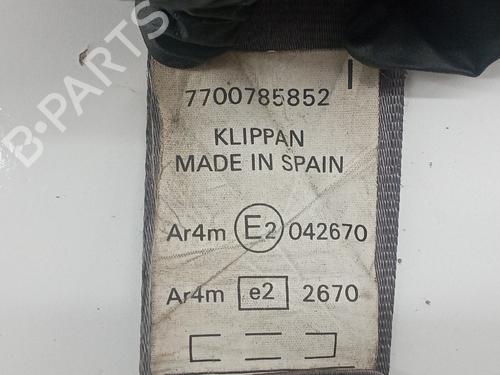 B-PARTS
7700785852
KLIPPAN
MADE IN SPAIN
Ar4m E2 042670
Ar4m e2 2670